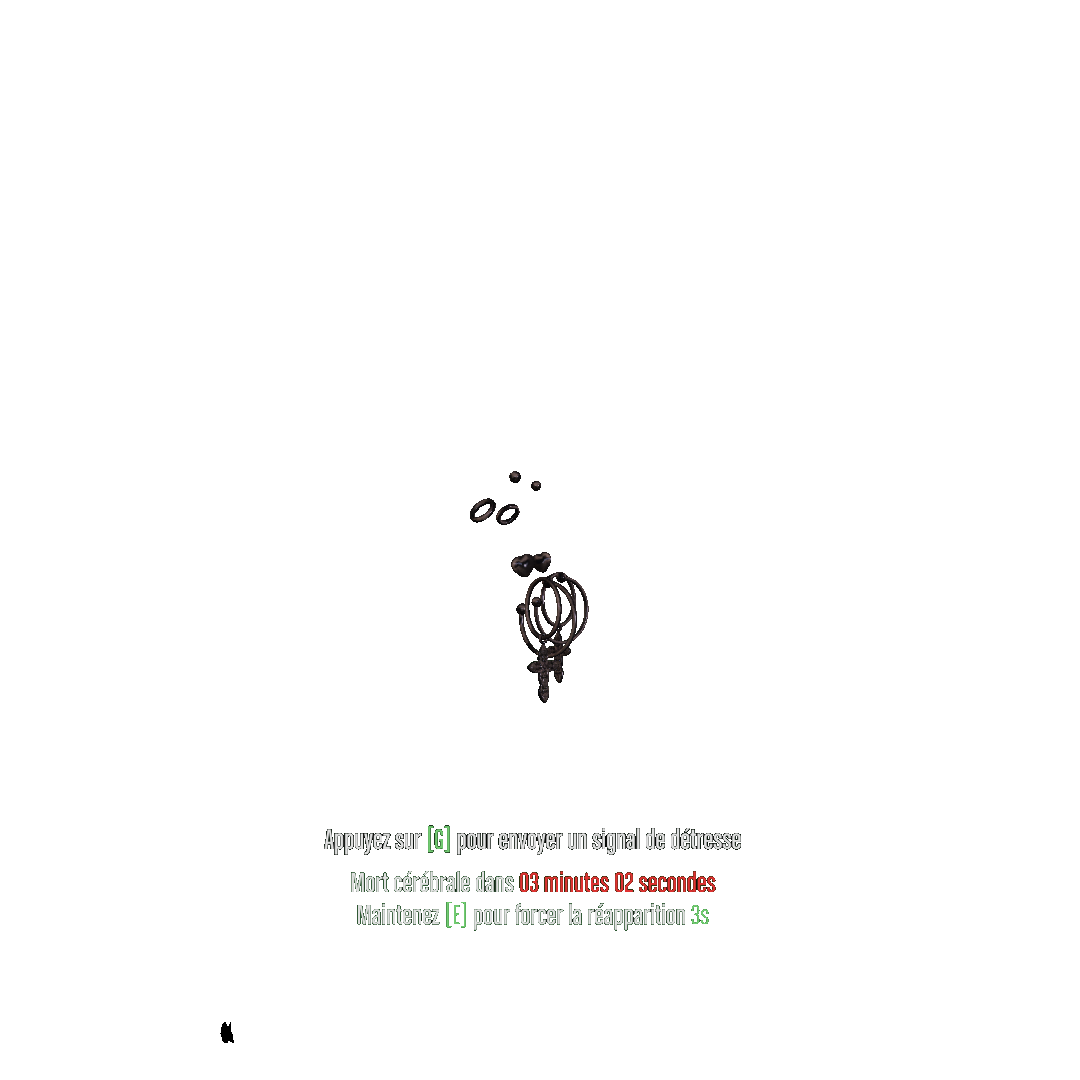 Appuyez sur [G] pour envoyer un signal de détresse
Mort cérébrale dans 03 minutes 02 secondes
Maintenez [E] pour forcer la réapparition 3s